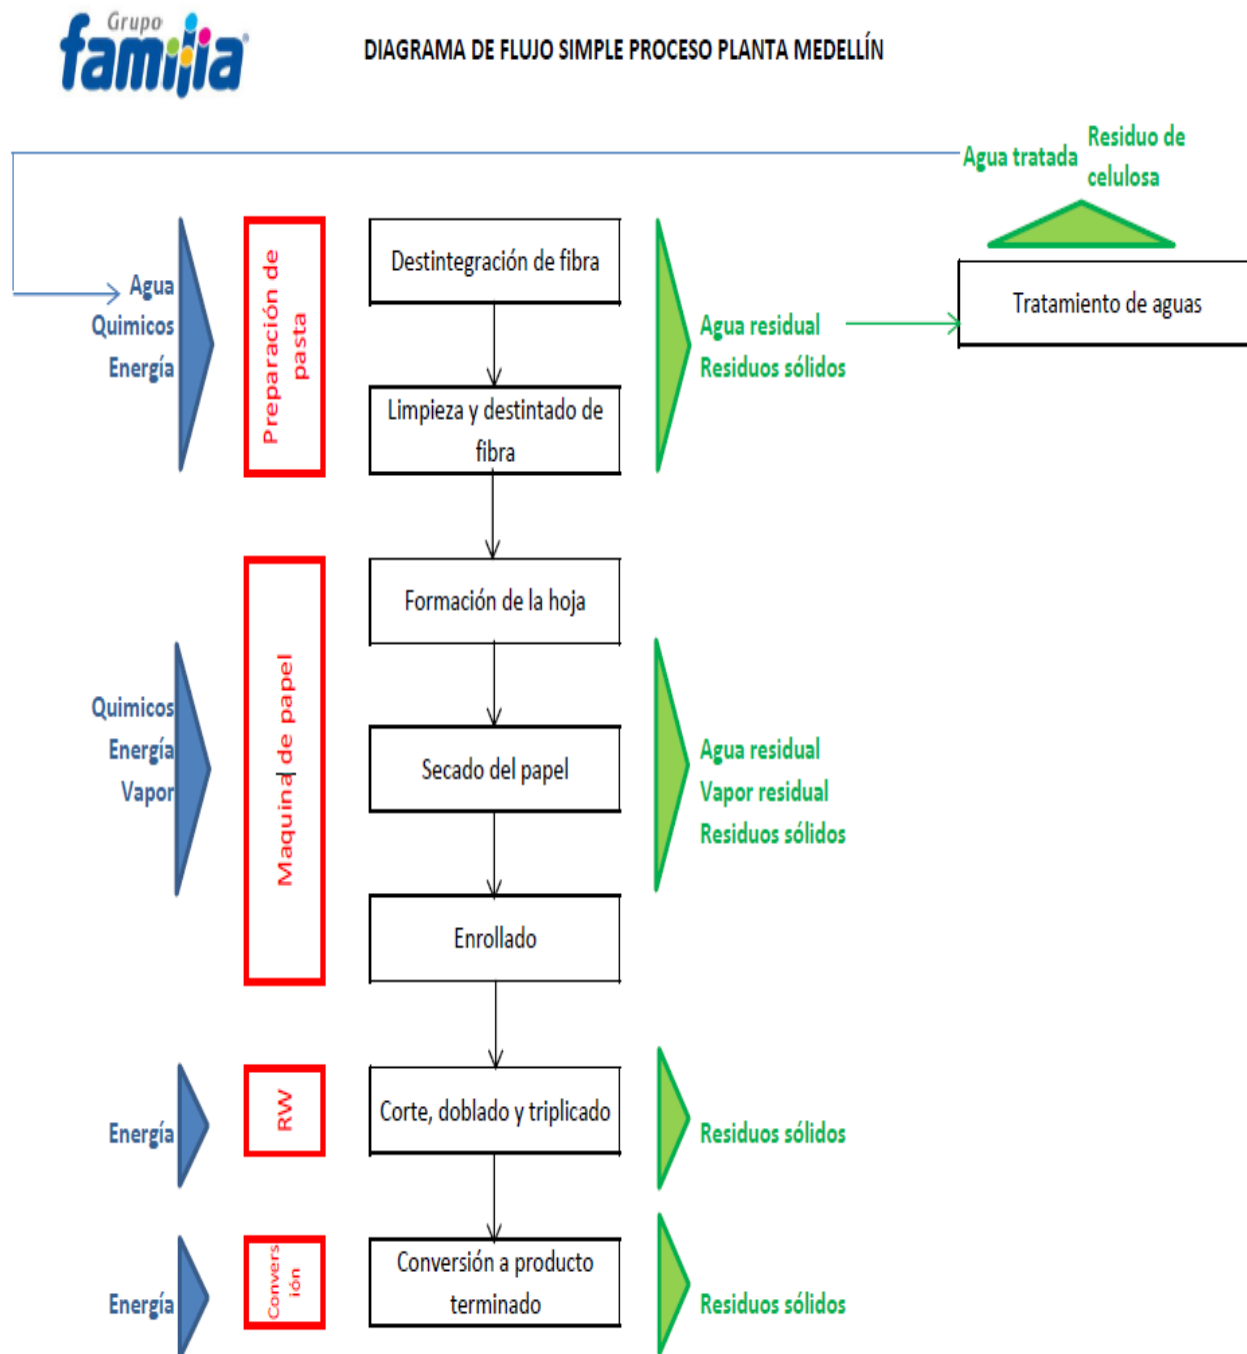 Grupo
familia
DIAGRAMA DE FLUJO SIMPLE PROCESO PLANTA MEDELLÍN
Agua tratada
Residuo de
celulosa
Agua
Quimicos
Energía
Preparación de
pasta
Destintegración de fibra
Limpieza y destintado de
fibra
Agua residual
Residuos sólidos
Tratamiento de aguas
Quimicos
Energía
Vapor
Maquina de papel
Formación de la hoja
Secado del papel
Enrollado
Agua residual
Vapor residual
Residuos sólidos
Energía
RW
Corte, doblado y triplicado
Residuos sólidos
Energía
Convers
ión
Conversión a producto
terminado
Residuos sólidos